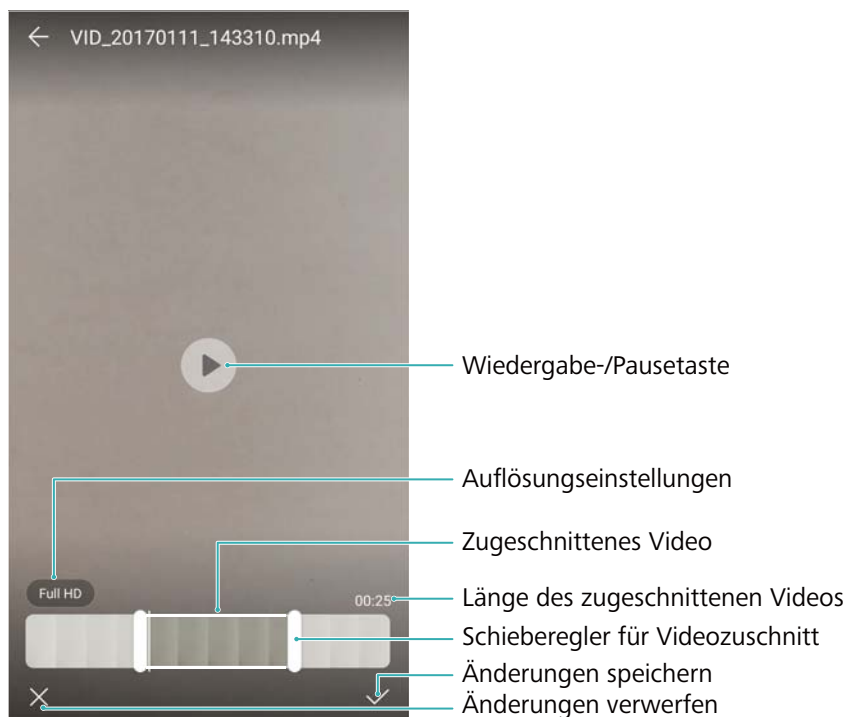 VID_20170111_143310.mp4
Wiedergabe-/Pausetaste
Auflösungseinstellungen
Zugeschnittenes Video
Full HD
00:25
Länge des zugeschnittenen Videos
Schieberegler für Videozuschnitt
Änderungen speichern
Änderungen verwerfen